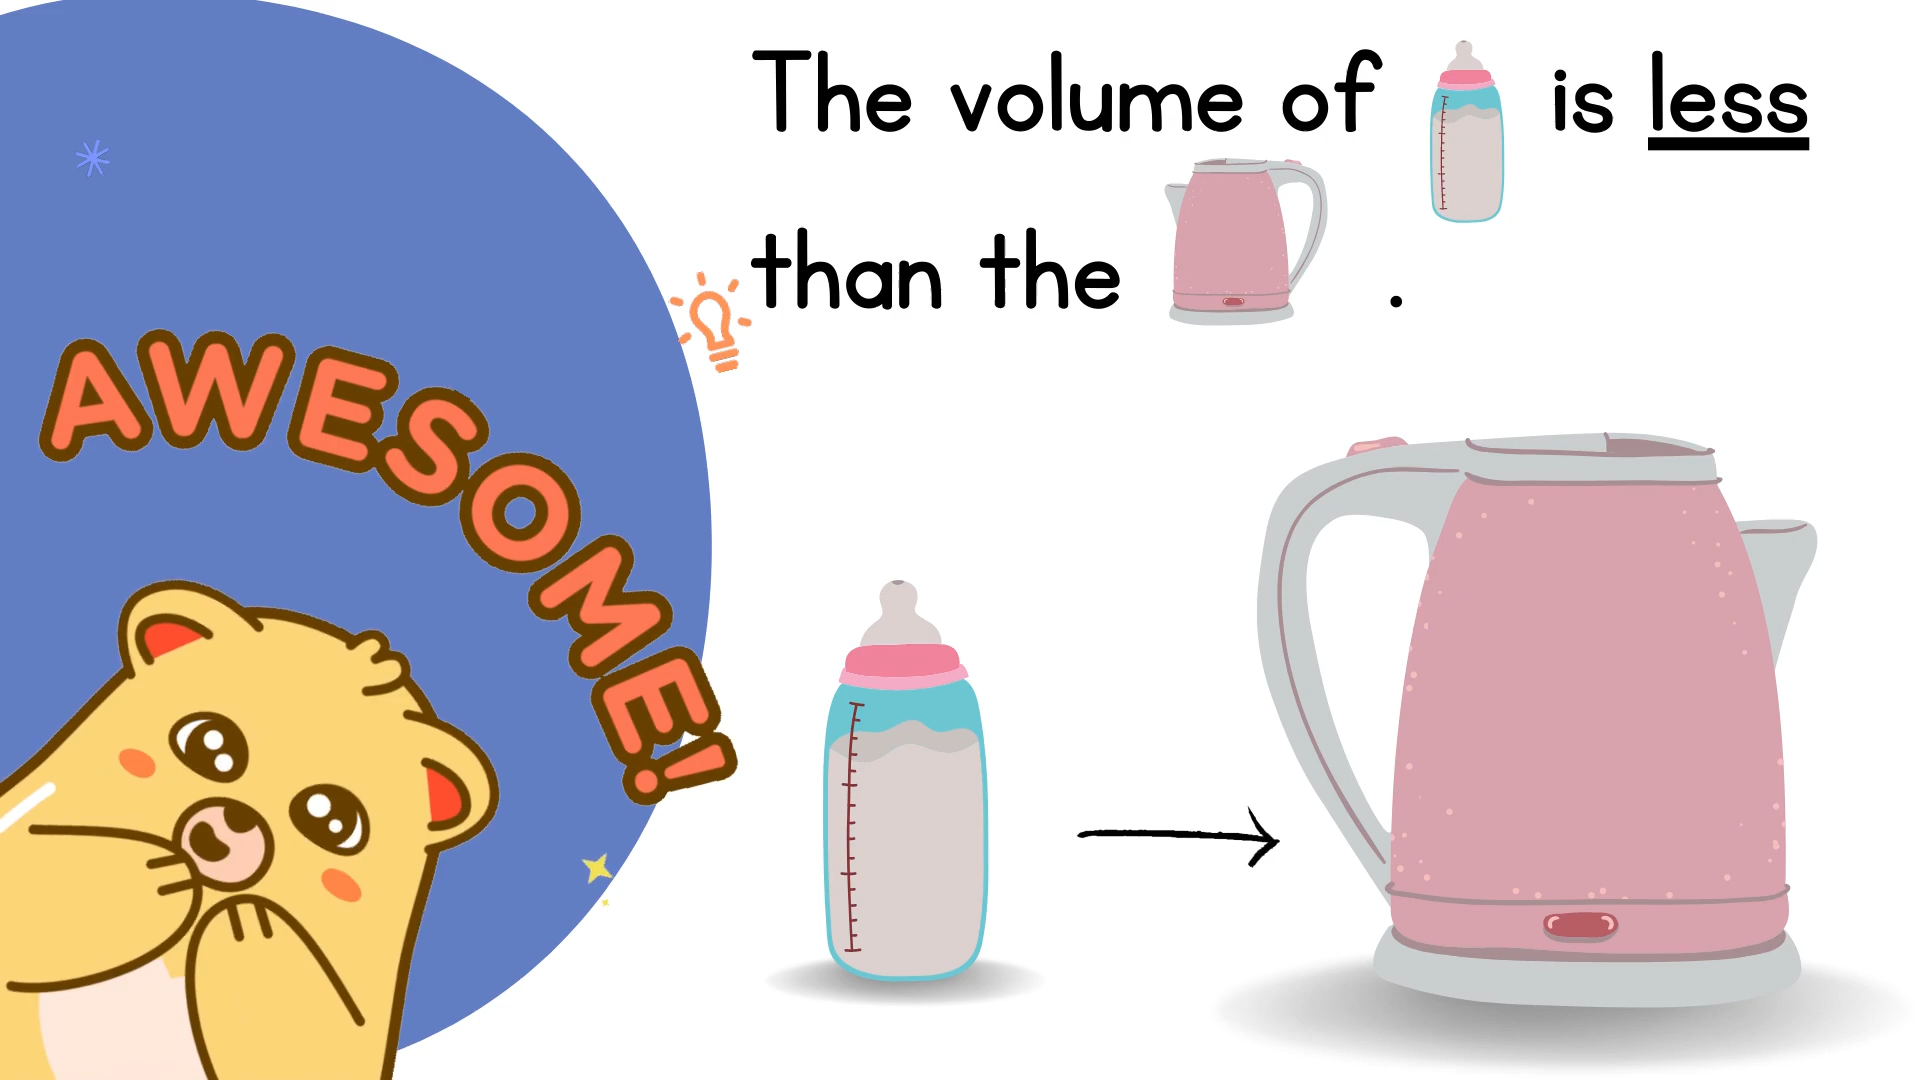 The volume of is less
than the .
AWESOME!